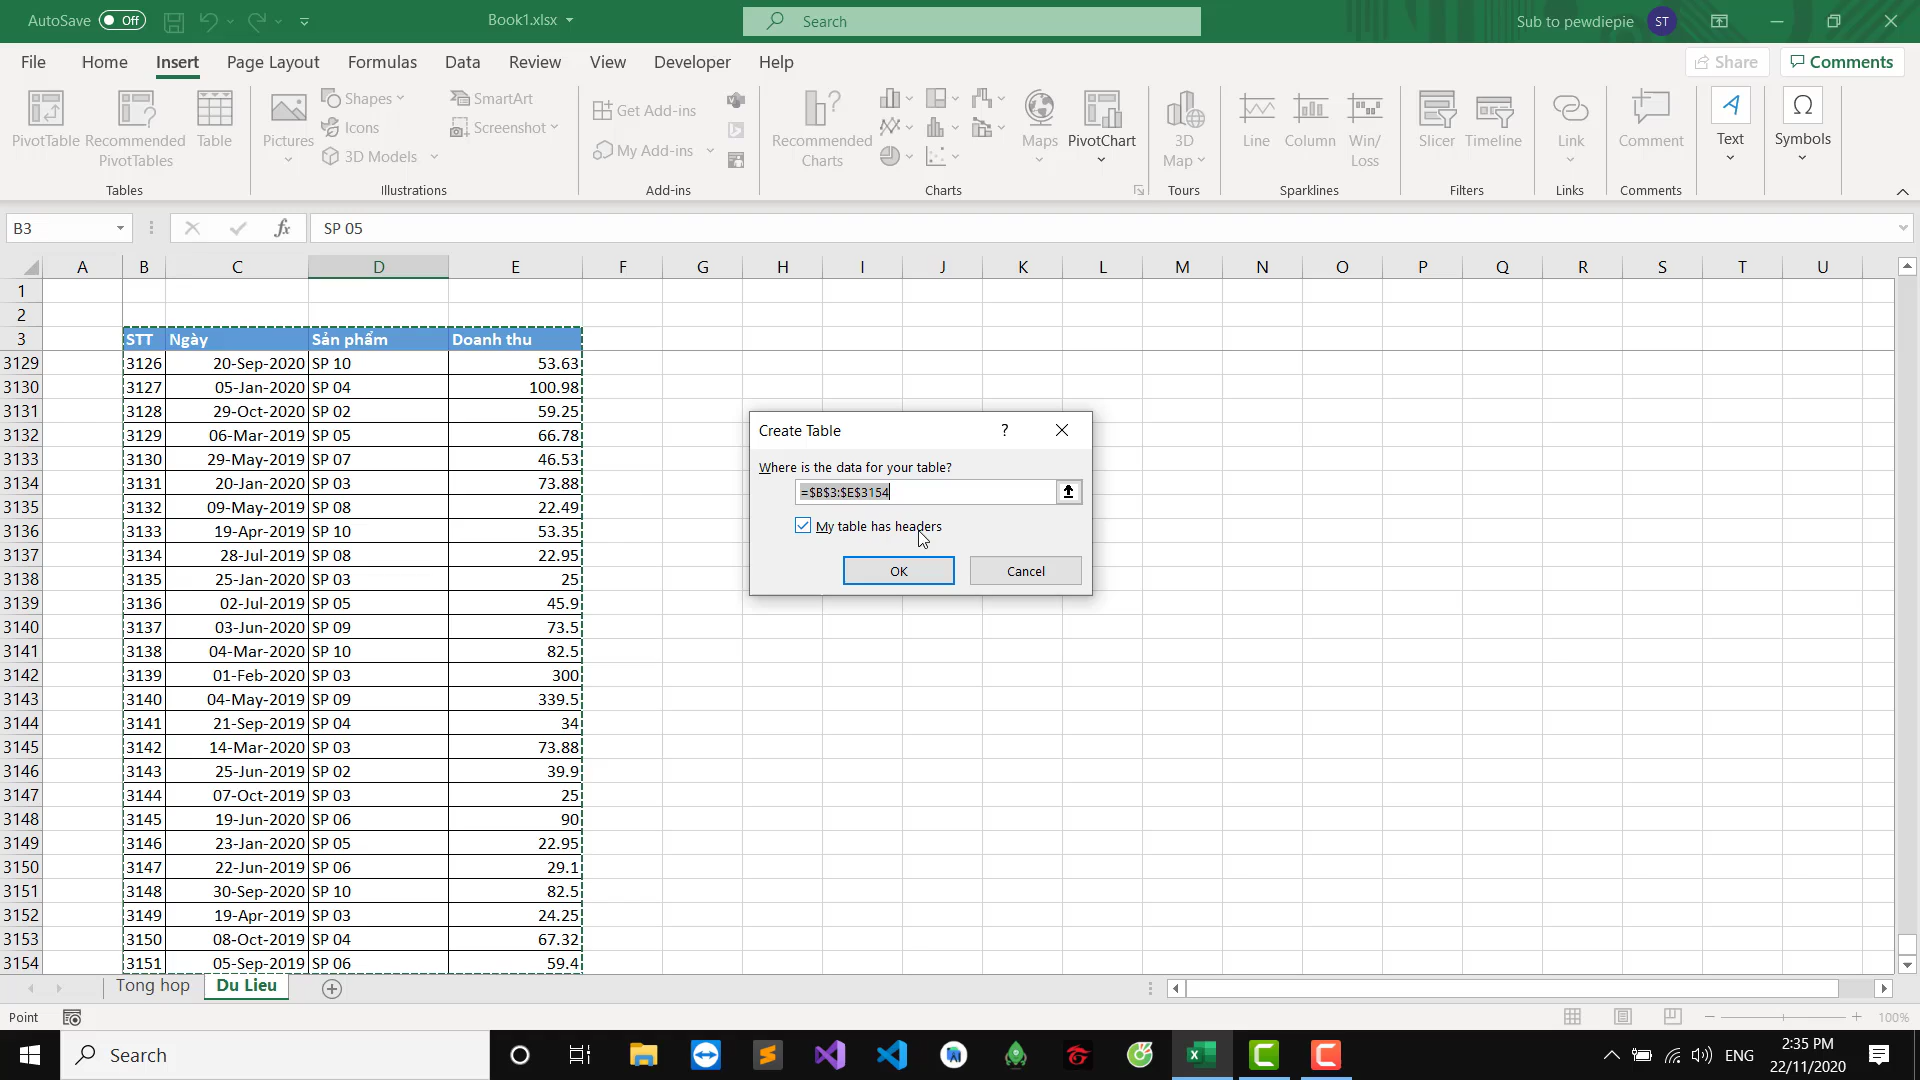 AutoSave Off Book1.xlsx Search Sub to pewdiepie ST
File Home Insert Page Layout Formulas Data Review View Developer Help Share Comments
PivotTable Recommended PivotTables Table
Tables
Pictures Shapes Icons 3D Models SmartArt Screenshot
Illustrations
Get Add-ins
My Add-ins
Add-ins
Recommended Charts Maps PivotChart
Charts
3D Map
Tours
Line Column Win/Loss
Sparklines
Slicer Timeline
Filters
Link
Links
Comment
Comments
Text
Symbols
B3 fx SP 05
A B C D E F G H I J K L M N O P Q R S T U
1
2
3 STT Ngày Sản phẩm Doanh thu
3129 3126 20-Sep-2020 SP 10 53.63
3130 3127 05-Jan-2020 SP 04 100.98
3131 3128 29-Oct-2020 SP 02 59.25
3132 3129 06-Mar-2019 SP 05 66.78
3133 3130 29-May-2019 SP 07 46.53
3134 3131 20-Jan-2020 SP 03 73.88
3135 3132 09-May-2019 SP 08 22.49
3136 3133 19-Apr-2019 SP 10 53.35
3137 3134 28-Jul-2019 SP 08 22.95
3138 3135 25-Jan-2020 SP 03 25
3139 3136 02-Jul-2019 SP 05 45.9
3140 3137 03-Jun-2020 SP 09 73.5
3141 3138 04-Mar-2020 SP 10 82.5
3142 3139 01-Feb-2020 SP 03 300
3143 3140 04-May-2019 SP 09 339.5
3144 3141 21-Sep-2019 SP 04 34
3145 3142 14-Mar-2020 SP 03 73.88
3146 3143 25-Jun-2019 SP 02 39.9
3147 3144 07-Oct-2019 SP 03 25
3148 3145 19-Jun-2020 SP 06 90
3149 3146 23-Jan-2020 SP 05 22.95
3150 3147 22-Jun-2019 SP 06 29.1
3151 3148 30-Sep-2020 SP 10 82.5
3152 3149 19-Apr-2019 SP 03 24.25
3153 3150 08-Oct-2019 SP 04 67.32
3154 3151 05-Sep-2019 SP 06 59.4
Create Table ?
Where is the data for your table?
=$B$3:$E$3154
My table has headers
OK Cancel
Tong hop Du Lieu
Point 100%
Search ENG 2:35 PM
22/11/2020